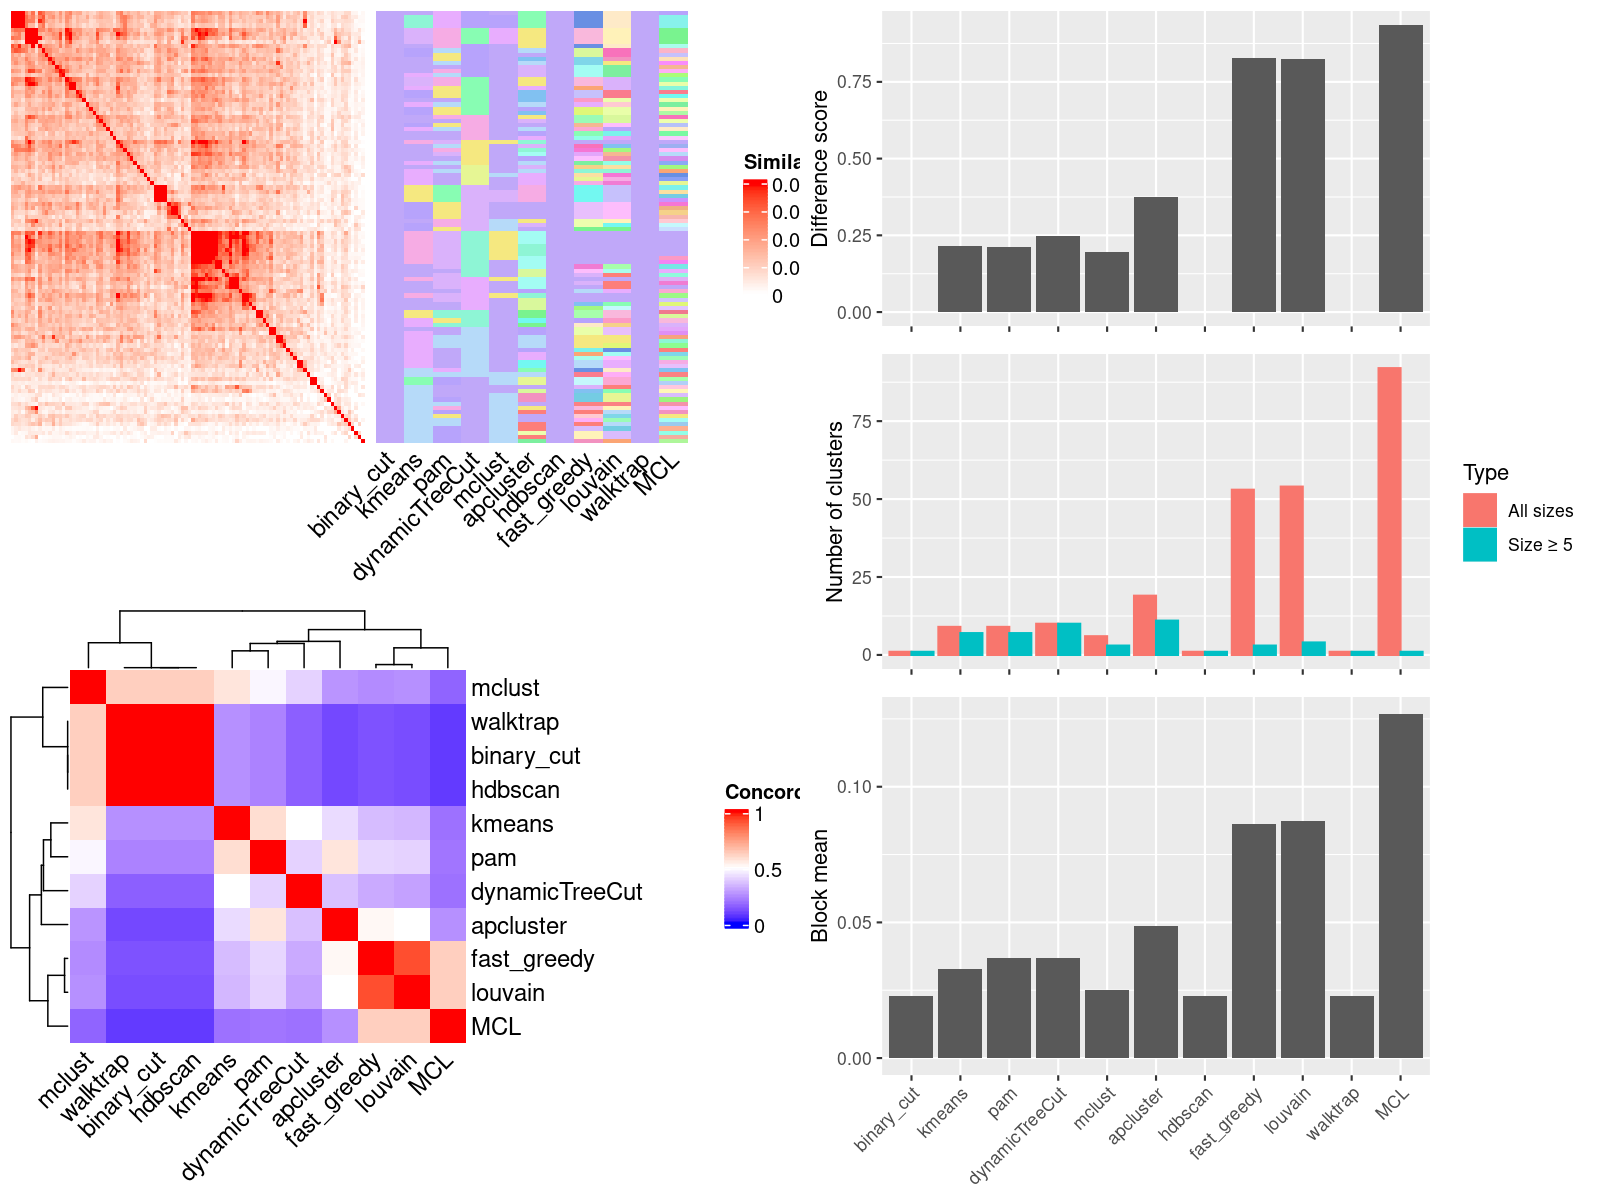 Simila
0.0
0.0
0.0
0.0
0
binary_cut
kmeans
pam
dynamicTreeCut
mclust
apcluster
hdbscan
fast_greedy
louvain
walktrap
MCL
Difference score
0.75
0.50
0.25
0.00
Number of clusters
75
50
25
0
Type
All sizes
Size ≥ 5
mclust
walktrap
binary_cut
hdbscan
kmeans
pam
dynamicTreeCut
apcluster
fast_greedy
louvain
MCL
mclust
walktrap
binary_cut
hdbscan
kmeans
pam
dynamicTreeCut
apcluster
fast_greedy
louvain
MCL
Concord
1
0.5
0
Block mean
0.10
0.05
0.00
binary_cut
kmeans
pam
dynamicTreeCut
mclust
apcluster
hdbscan
fast_greedy
louvain
walktrap
MCL